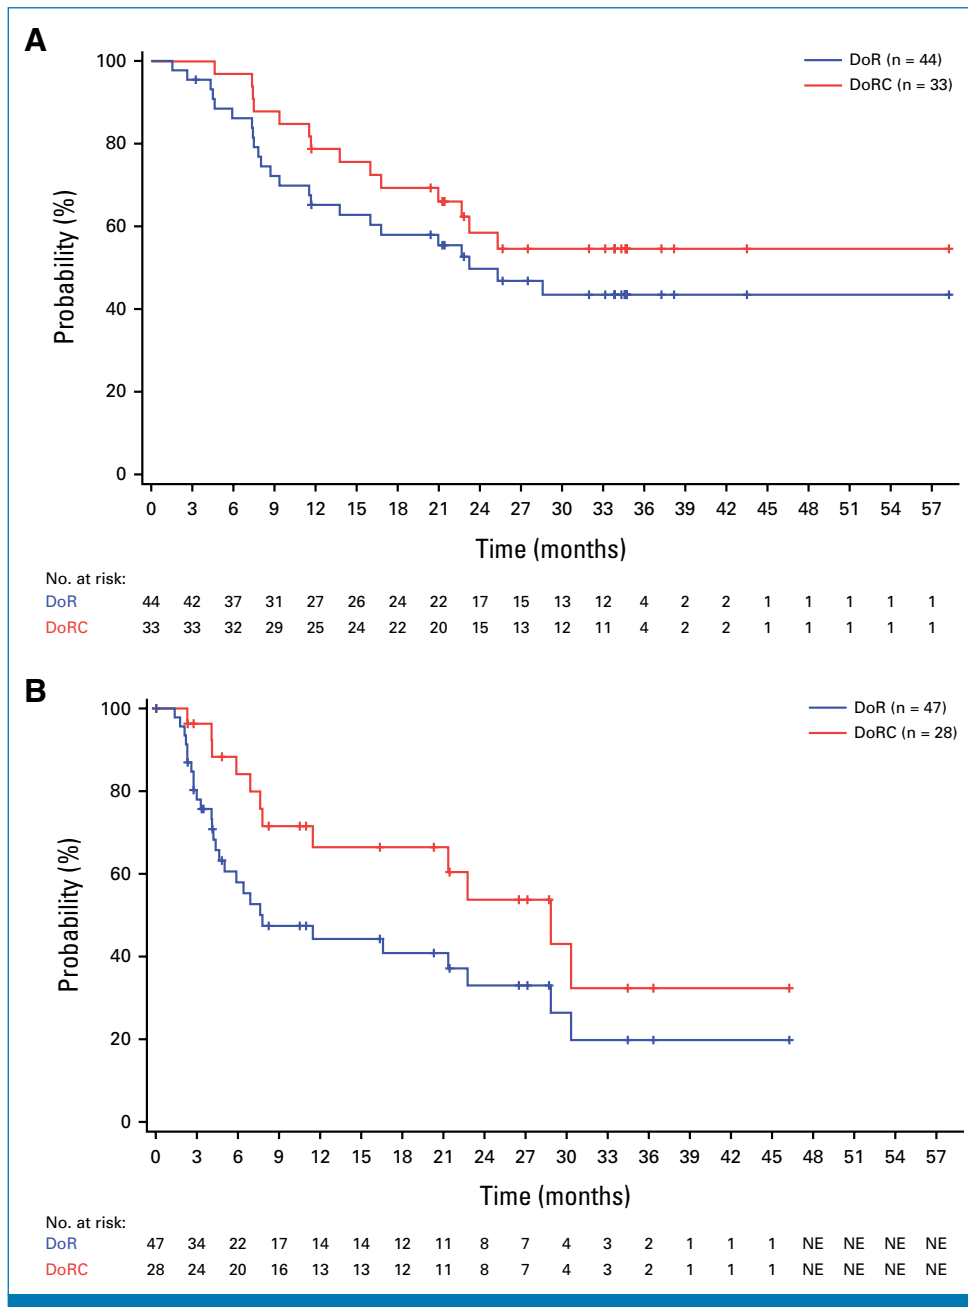 A
100
80
60
40
20
0
Probability (%)
DoR (n = 44)
DoRC (n = 33)
0 3 6 9 12 15 18 21 24 27 30 33 36 39 42 45 48 51 54 57
Time (months)
No. at risk:
DoR 44 42 37 31 27 26 24 22 17 15 13 12 4 2 2 1 1 1 1 1
DoRC 33 33 32 29 25 24 22 20 15 13 12 11 4 2 2 1 1 1 1 1
B
100
80
60
40
20
0
Probability (%)
DoR (n = 47)
DoRC (n = 28)
0 3 6 9 12 15 18 21 24 27 30 33 36 39 42 45 48 51 54 57
Time (months)
No. at risk:
DoR 47 34 22 17 14 14 12 11 8 7 4 3 2 1 1 1 NE NE NE NE
DoRC 28 24 20 16 13 13 12 11 8 7 4 3 2 1 1 1 NE NE NE NE